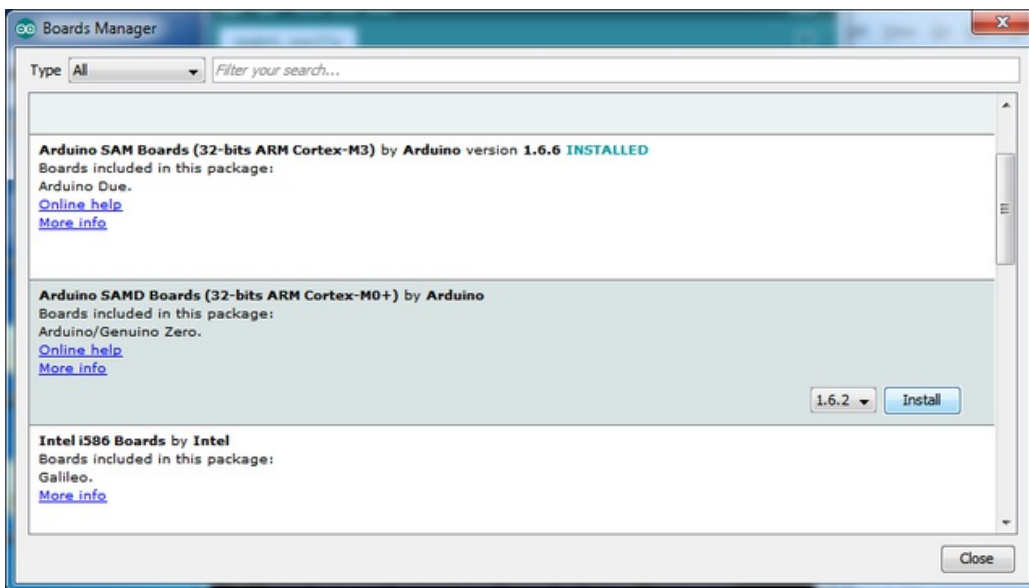 Boards Manager
Type All Filter your search...
Arduino SAM Boards (32-bits ARM Cortex-M3) by Arduino version 1.6.6 INSTALLED
Boards included in this package:
Arduino Due.
Online help
More info
Arduino SAMD Boards (32-bits ARM Cortex-M0+) by Arduino
Boards included in this package:
Arduino/Genuino Zero.
Online help
More info
1.6.2 Install
Intel i586 Boards by Intel
Boards included in this package:
Galileo.
More info
Close